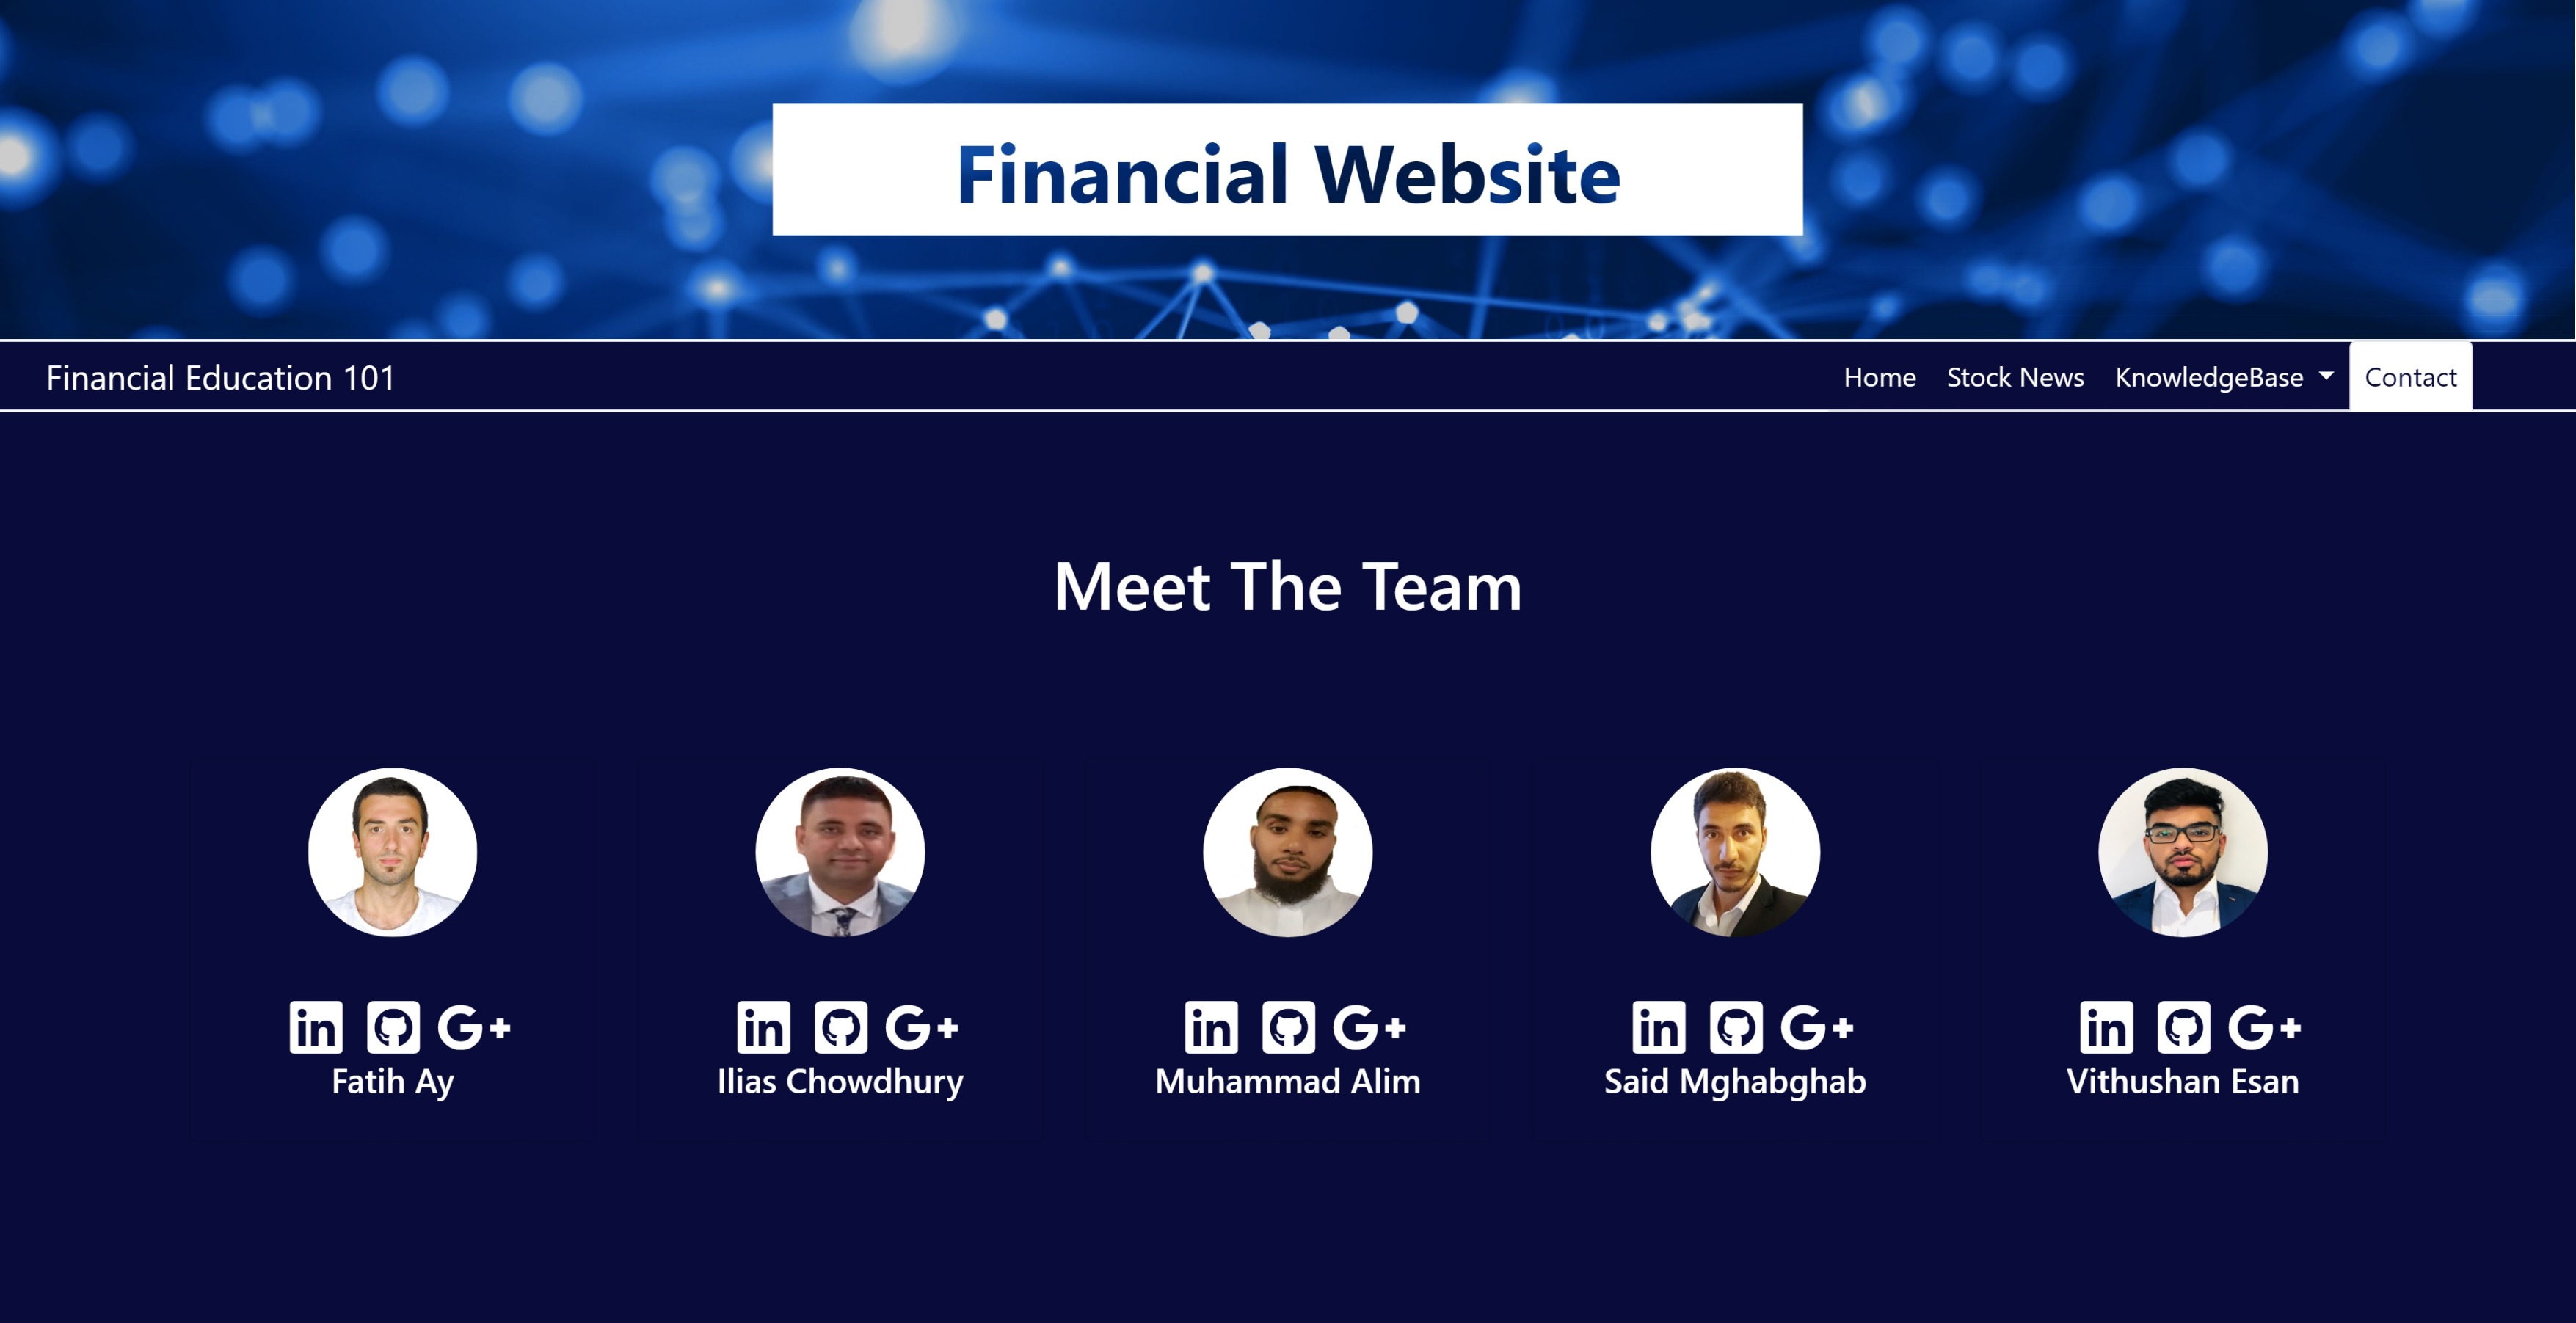 Financial Website
Financial Education 101
Home Stock News KnowledgeBase Contact
Meet The Team
in G+ in G+ in G+ in G+ in G+
Fatih Ay Ilias Chowdhury Muhammad Alim Said Mghabghab Vithushan Esan